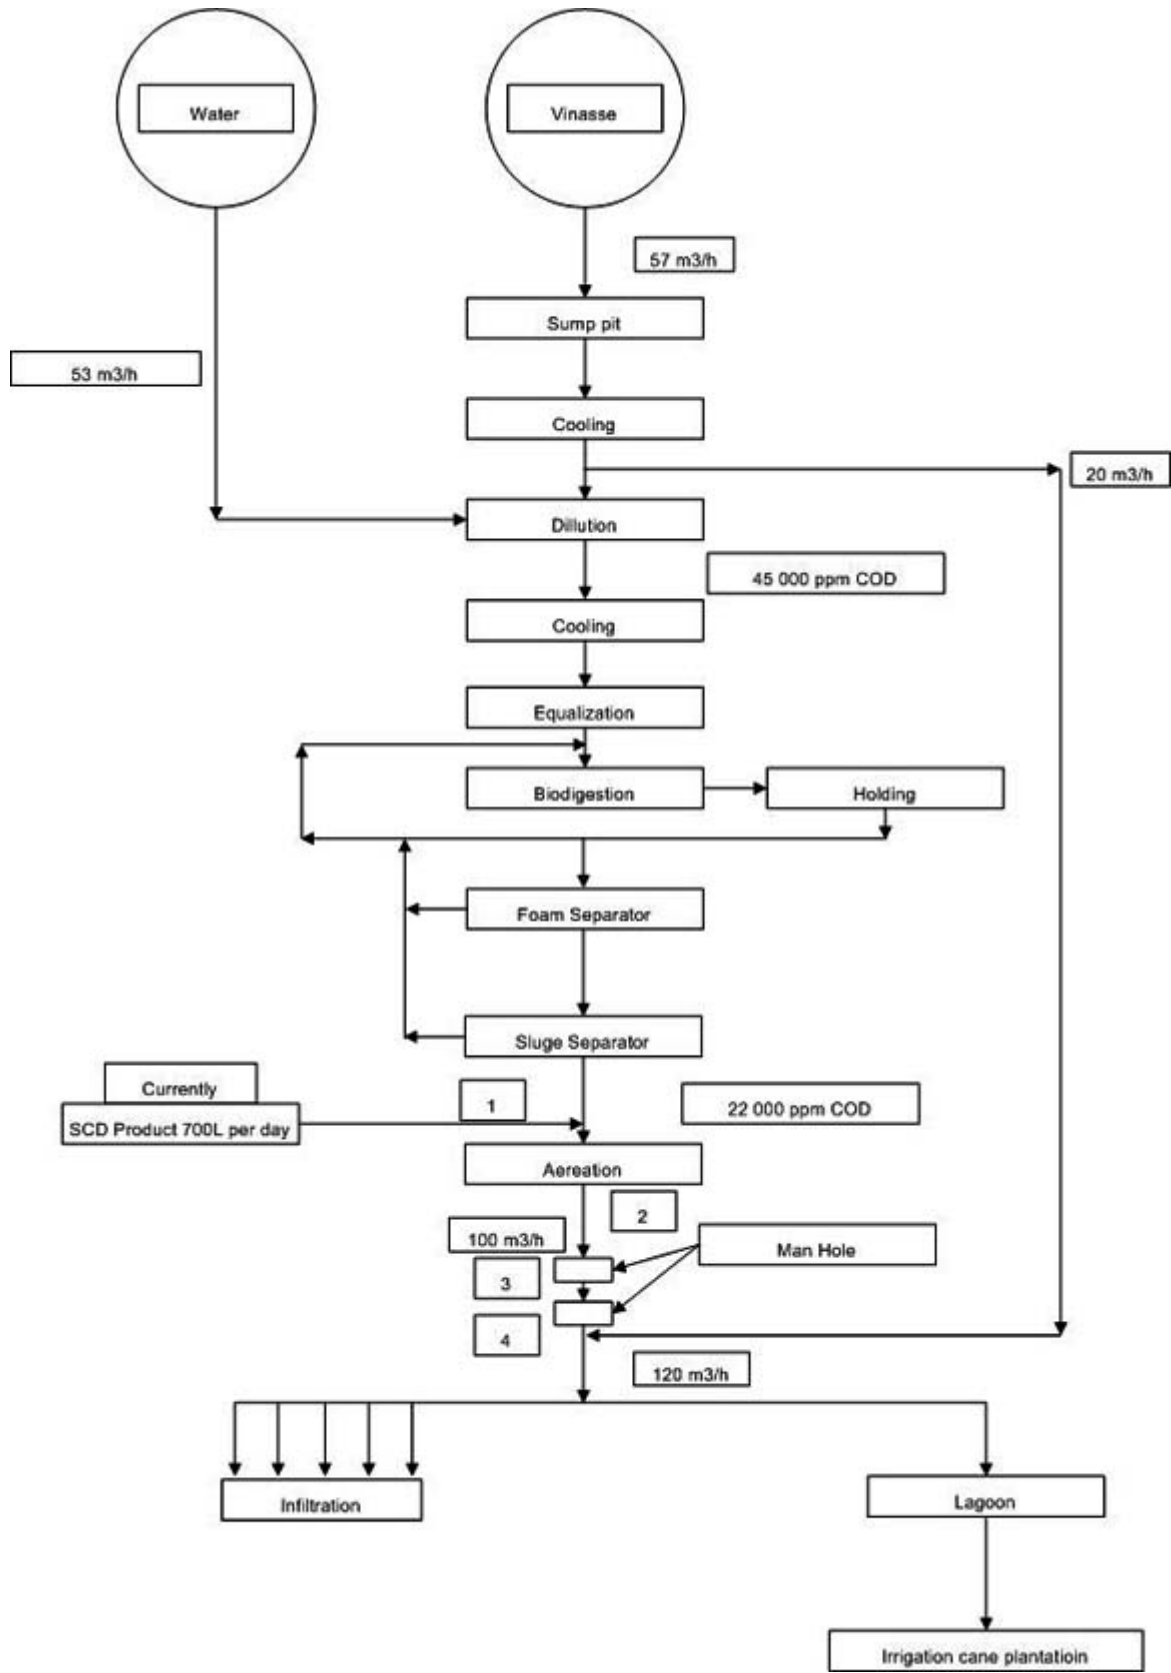 Water
Vinasse
57 m3/h
Sump pit
53 m3/h
Cooling
20 m3/h
Dillution
45 000 ppm COD
Cooling
Equalization
Biodigestion
Holding
Foam Separator
Sluge Separator
Currently
SCD Product 700L per day
1
22 000 ppm COD
Aereation
2
100 m3/h
Man Hole
3
4
120 m3/h
Infiltration
Lagoon
Irrigation cane plantatioin